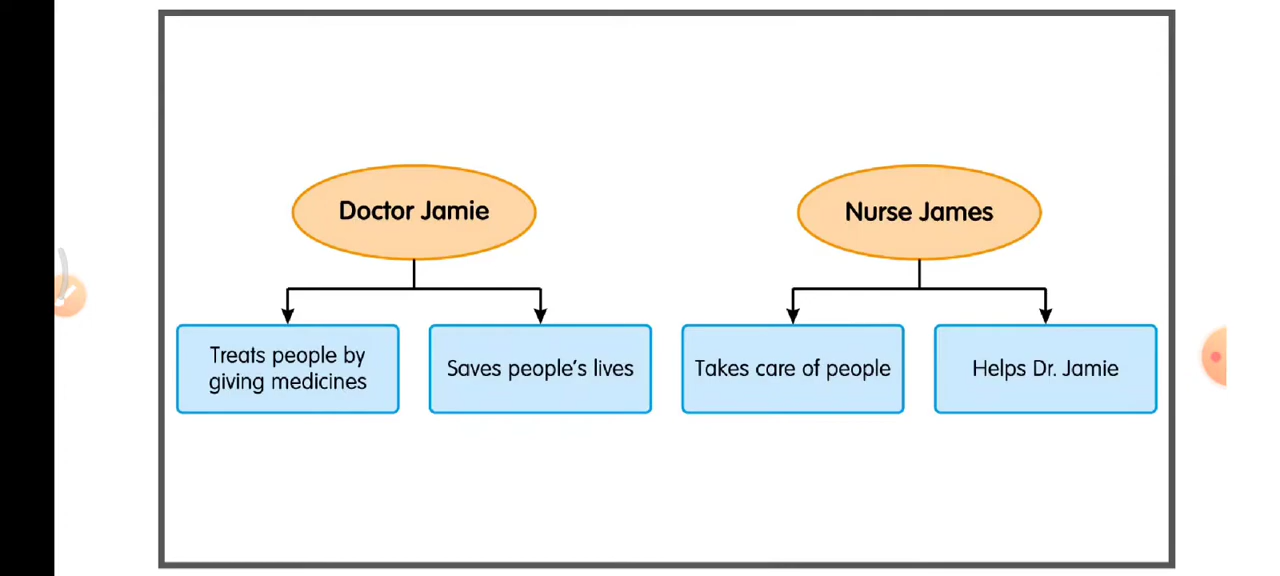 Doctor Jamie
Nurse James
Treats people by
giving medicines
Saves people's lives
Takes care of people
Helps Dr. Jamie